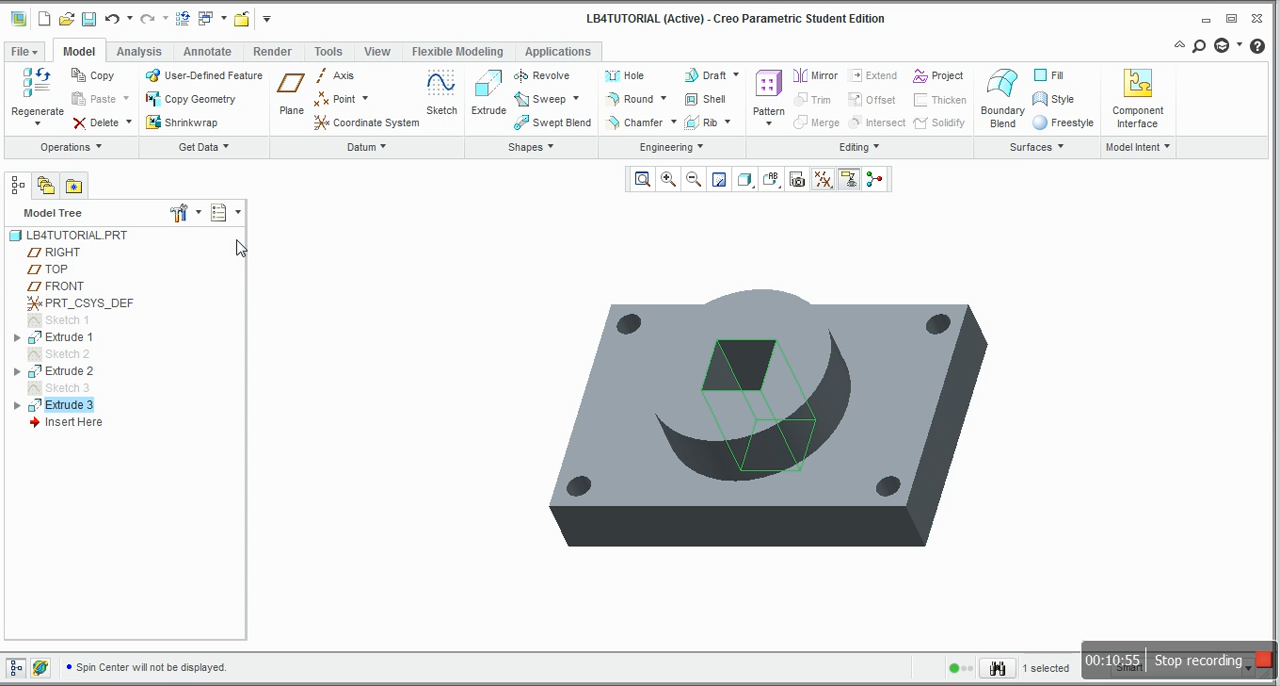 LB4TUTORIAL (Active) - Creo Parametric Student Edition
File Model Analysis Annotate Render Tools View Flexible Modeling Applications
Regenerate
Copy
Paste
Delete
Operations
User-Defined Feature
Copy Geometry
Shrinkwrap
Get Data
Plane
Axis
Point
Coordinate System
Sketch
Datum
Extrude
Revolve
Sweep
Swept Blend
Shapes
Hole
Round
Chamfer
Draft
Shell
Rib
Engineering
Pattern
Mirror
Trim
Merge
Extend
Offset
Intersect
Project
Thicken
Solidify
Editing
Boundary
Blend
Fill
Style
Freestyle
Surfaces
Component
Interface
Model Intent
Model Tree
LB4TUTORIAL.PRT
RIGHT
TOP
FRONT
PRT_CSYS_DEF
Sketch 1
Extrude 1
Sketch 2
Extrude 2
Sketch 3
Extrude 3
Insert Here
Spin Center will not be displayed.
1 selected
Smart
00:10:55 Stop recording